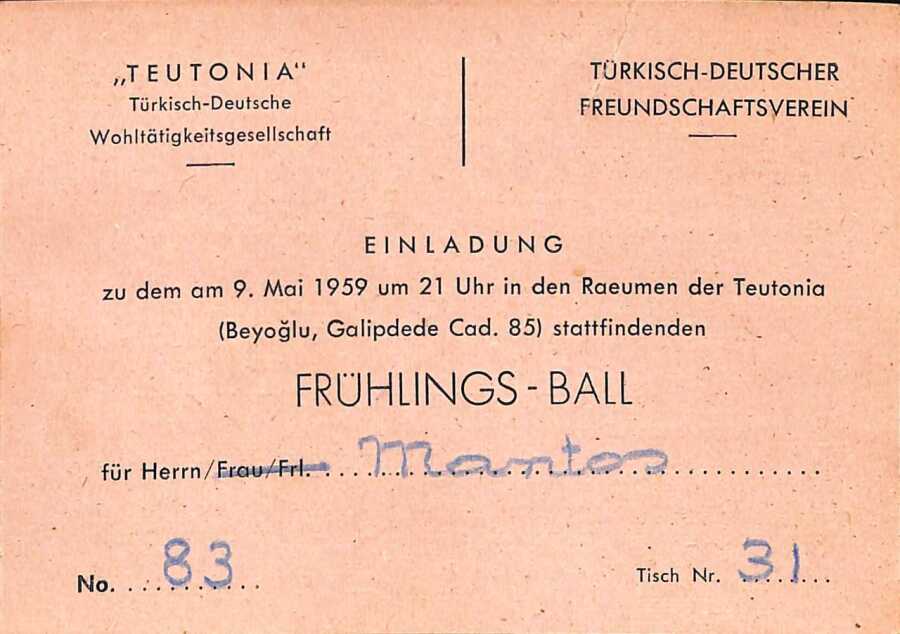 „TEUTONIA"
Türkisch-Deutsche
Wohltätigkeitsgesellschaft
TÜRKISCH-DEUTSCHER
FREUNDSCHAFTSVEREIN
EINLADUNG
zu dem am 9. Mai 1959 um 21 Uhr in den Raeumen der Teutonia
(Beyoğlu, Galipdede Cad. 85) stattfindenden
FRÜHLINGS - BALL
für Herrn/Frau/Frl. Mantos
No. 83
Tisch Nr. 31